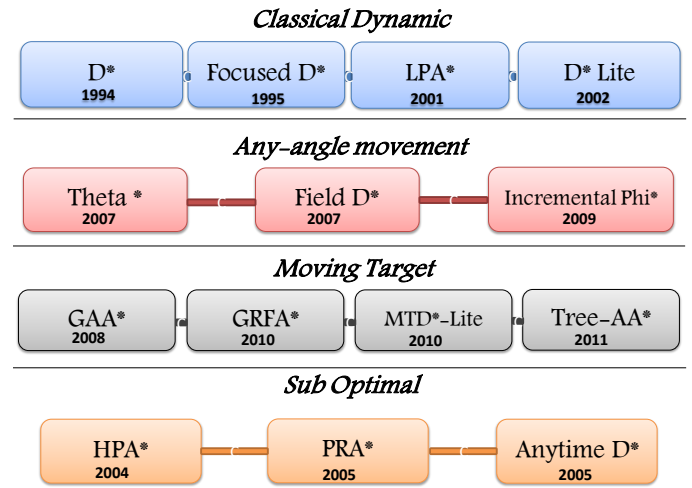 Classical Dynamic
D* Focused D* LPA* D* Lite
1994 1995 2001 2002
Any-angle movement
Theta * Field D* Incremental Phi*
2007 2007 2009
Moving Target
GAA* GRFA* MTD*-Lite Tree-AA*
2008 2010 2010 2011
Sub Optimal
HPA* PRA* Anytime D*
2004 2005 2005